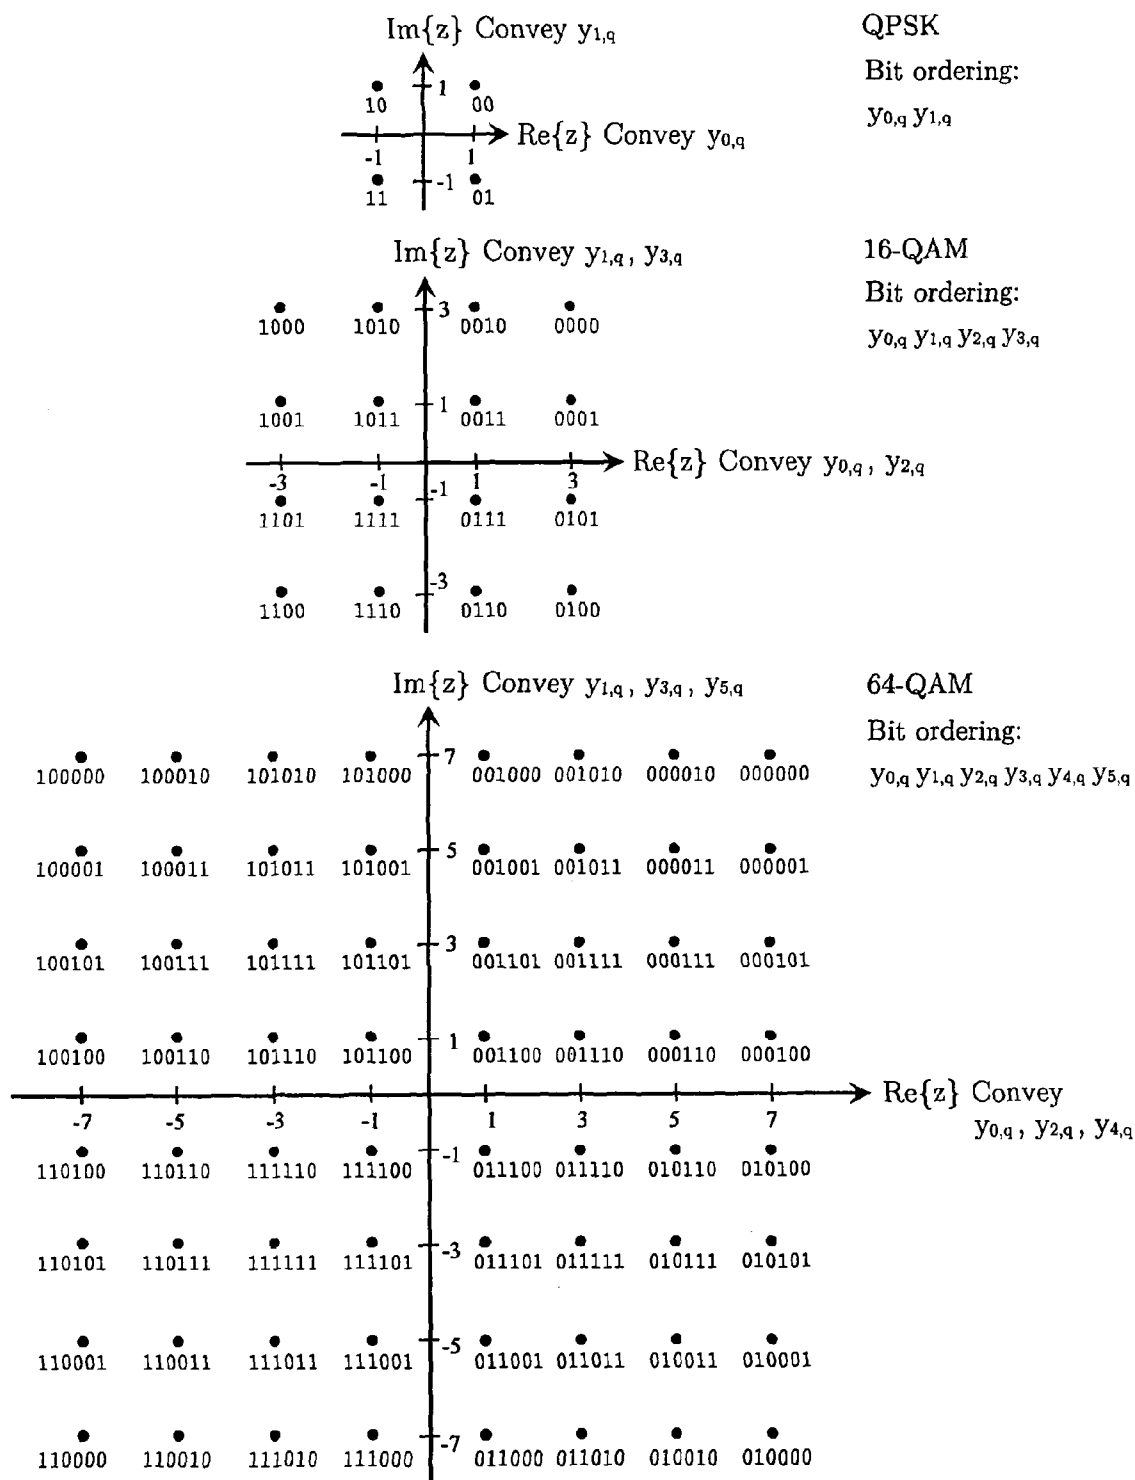 Im{z} Convey y1,q
QPSK
Bit ordering:
y0,q y1,q
1
10 00
Re{z} Convey y0,q
-1 1
-1
11 01
Im{z} Convey y1,q, y3,q
16-QAM
Bit ordering:
y0,q y1,q y2,q y3,q
3
1000 1010 0010 0000
1
1001 1011 0011 0001
Re{z} Convey y0,q, y2,q
-3 -1 1 3
-1
1101 1111 0111 0101
-3
1100 1110 0110 0100
Im{z} Convey y1,q, y3,q, y5,q
64-QAM
Bit ordering:
y0,q y1,q y2,q y3,q y4,q y5,q
7
100000 100010 101010 101000 001000 001010 000010 000000
5
100001 100011 101011 101001 001001 001011 000011 000001
3
100101 100111 101111 101101 001101 001111 000111 000101
1
100100 100110 101110 101100 001100 001110 000110 000100
Re{z} Convey
y0,q, y2,q, y4,q
-7 -5 -3 -1 1 3 5 7
-1
110100 110110 111110 111100 011100 011110 010110 010100
-3
110101 110111 111111 111101 011101 011111 010111 010101
-5
110001 110011 111011 111001 011001 011011 010011 010001
-7
110000 110010 111010 111000 011000 011010 010010 010000